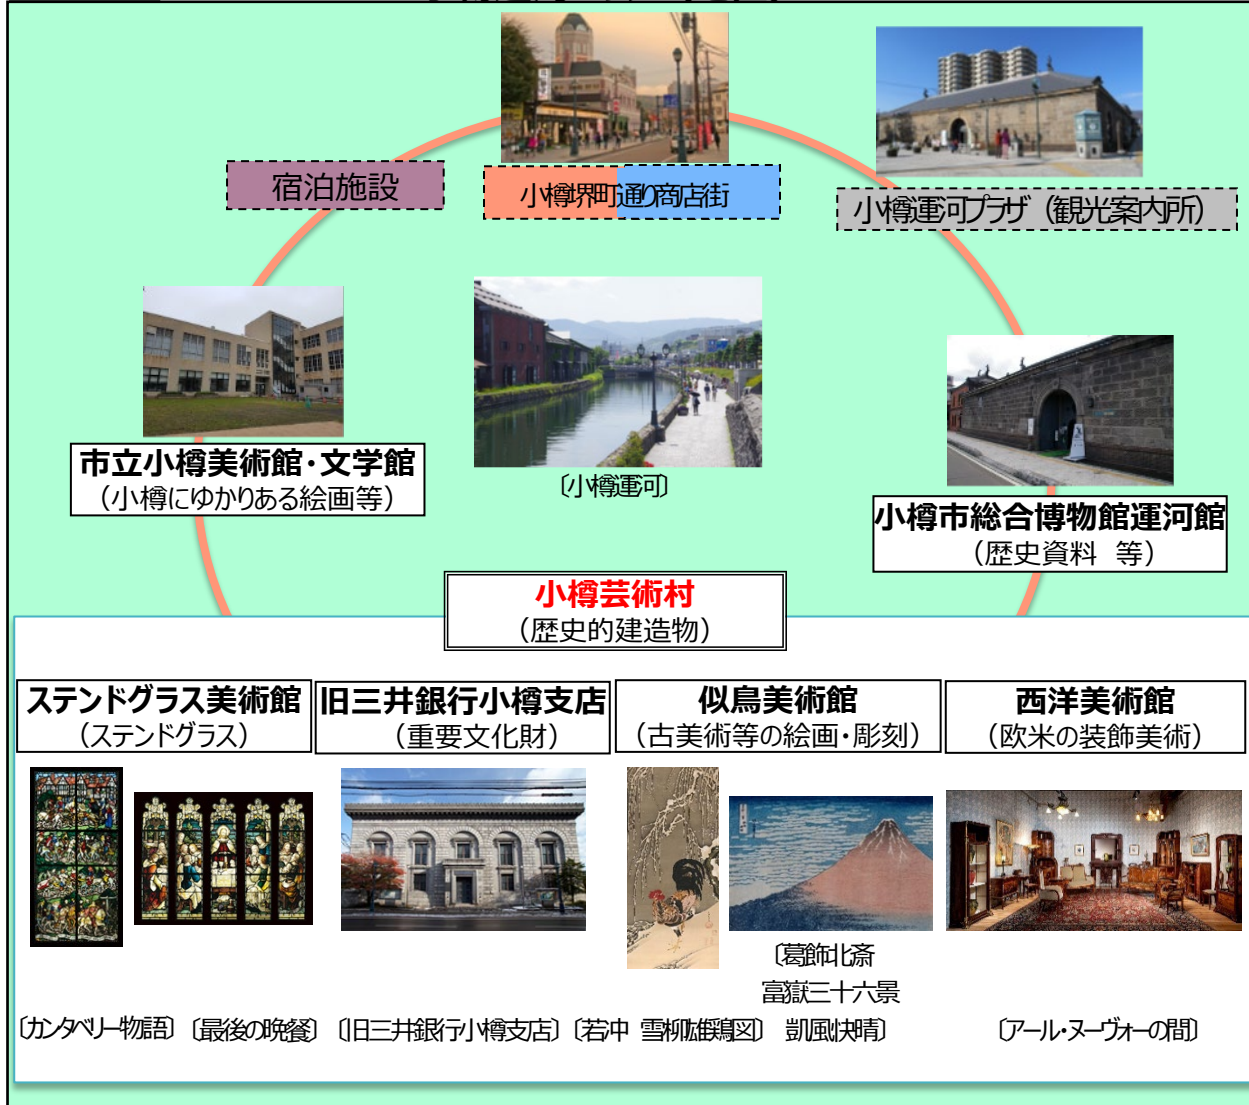 宿泊施設
小樽堺町通り商店街
小樽運河プラザ（観光案内所）
市立小樽美術館・文学館
（小樽にゆかりある絵画等）
〔小樽運河〕
小樽市総合博物館運河館
（歴史資料　等）
小樽芸術村
（歴史的建造物）
ステンドグラス美術館
（ステンドグラス）
旧三井銀行小樽支店
（重要文化財）
似鳥美術館
（古美術等の絵画・彫刻）
西洋美術館
（欧米の装飾美術）
〔カンタベリー物語〕
〔最後の晩餐〕
〔旧三井銀行小樽支店〕
〔若冲　雪柳雄鶏図〕
〔葛飾北斎
富嶽三十六景
凱風快晴〕
〔アール・ヌーヴォーの間〕